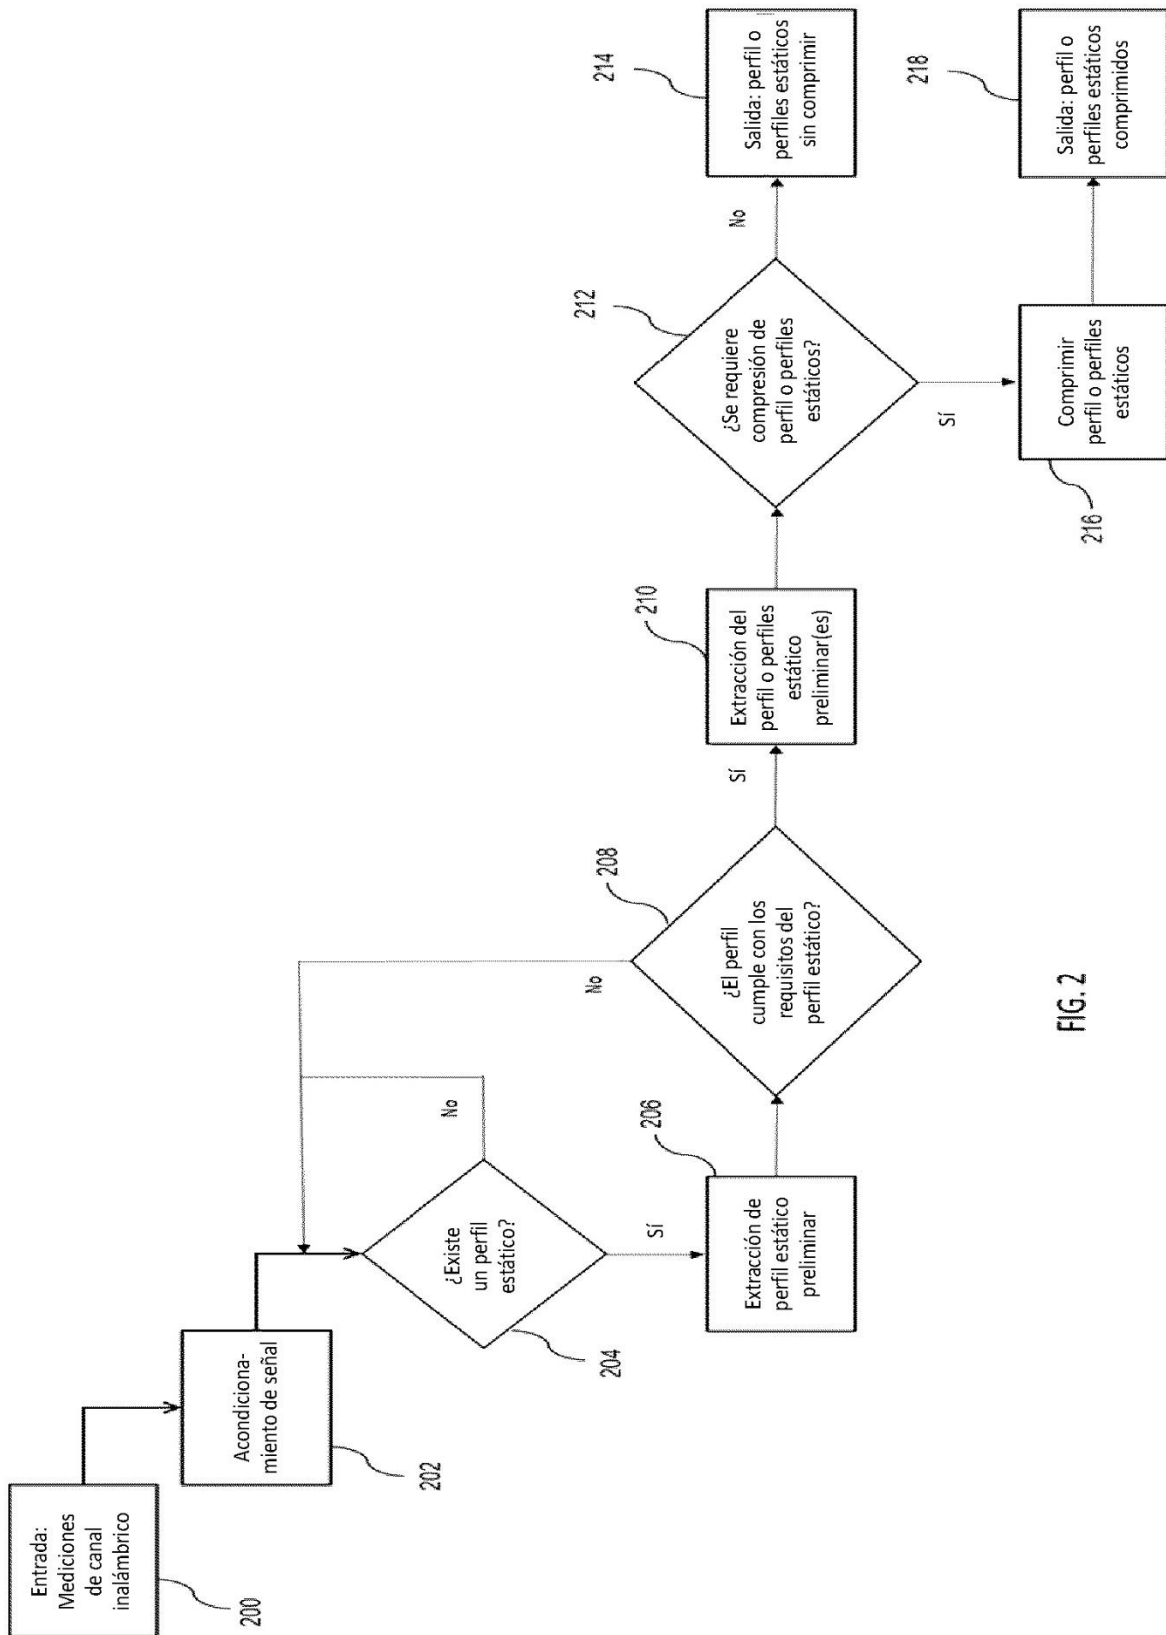 Entrada:
Mediciones
de canal
inalámbrico
200
Acondiciona-
miento de señal
202
¿Existe
un perfil
estático?
204
No
Sí
Extracción de
perfil estático
preliminar
206
¿El perfil
cumple con los
requisitos del
perfil estático?
208
No
Sí
Extracción del
perfil o perfiles
estático
preliminar(es)
210
¿Se requiere
compresión de
perfil o perfiles
estáticos?
212
No
Sí
Salida: perfil o
perfiles estáticos
sin comprimir
214
Comprimir
perfil o perfiles
estáticos
216
Salida: perfil o
perfiles estáticos
comprimidos
218
FIG. 2